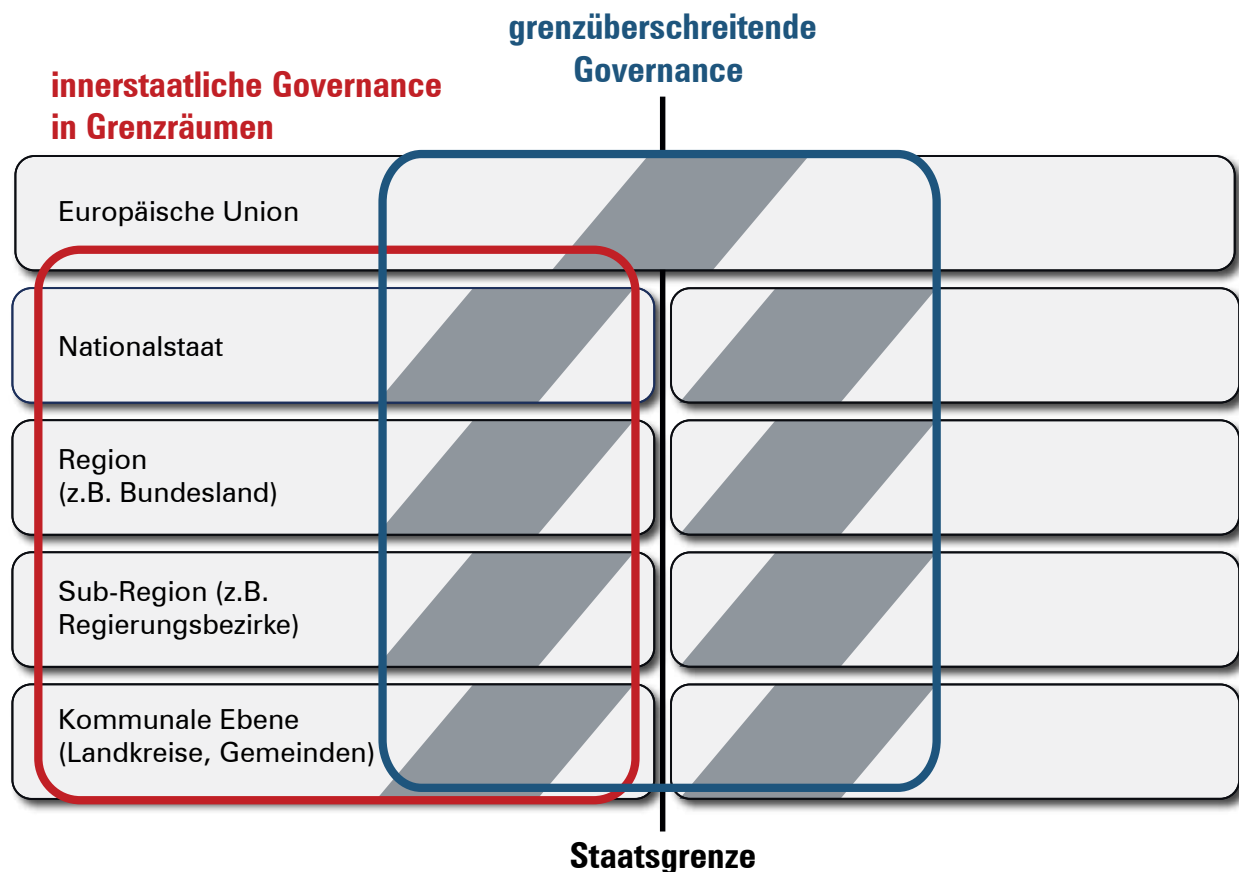 grenzüberschreitende
Governance
innerstaatliche Governance
in Grenzräumen
Europäische Union
Nationalstaat
Region
(z.B. Bundesland)
Sub-Region (z.B.
Regierungsbezirke)
Kommunale Ebene
(Landkreise, Gemeinden)
Staatsgrenze